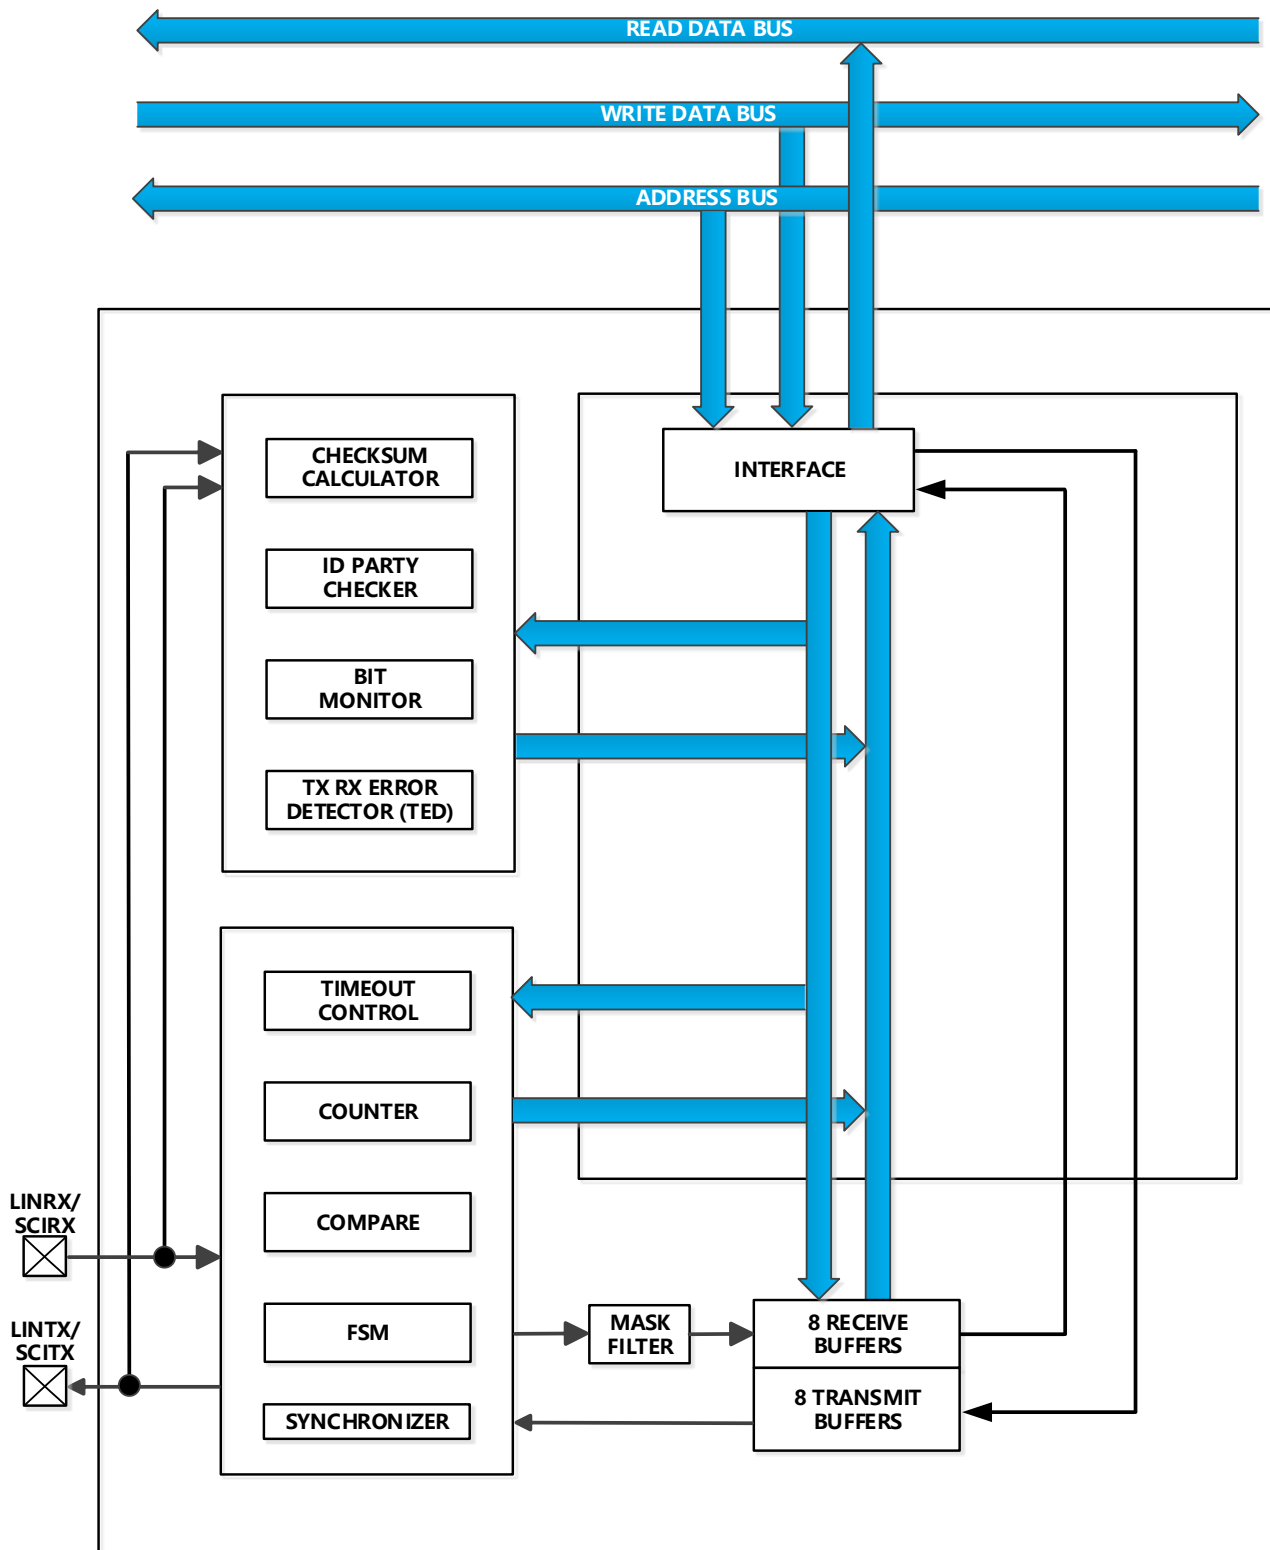 READ DATA BUS
WRITE DATA BUS
ADDRESS BUS
CHECKSUM
CALCULATOR
INTERFACE
ID PARTY
CHECKER
BIT
MONITOR
TX RX ERROR
DETECTOR (TED)
TIMEOUT
CONTROL
COUNTER
COMPARE
LINRX/
SCIRX
FSM
MASK
FILTER
8 RECEIVE
BUFFERS
LINTX/
SCITX
SYNCHRONIZER
8 TRANSMIT
BUFFERS